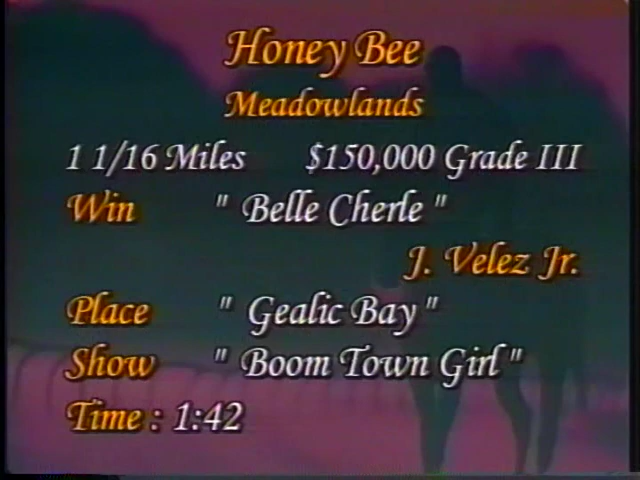 Honey Bee
Meadowlands
1 1/16 Miles $150,000 Grade III
Win " Belle Cherle "
J. Velez Jr.
Place " Gealic Bay "
Show " Boom Town Girl "
Time : 1:42